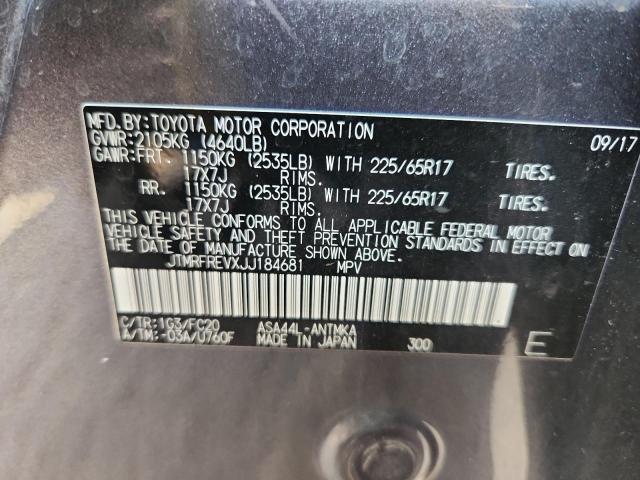 MFD.BY:TOYOTA MOTOR CORPORATION 09/17
GVWR:2105KG (4640LB)
GAWR:FRT. 1150KG (2535LB) WITH 225/65R17 TIRES.
17X7J RIMS.
RR. 1150KG (2535LB) WITH 225/65R17 TIRES.
17X7J RIMS.
THIS VEHICLE CONFORMS TO ALL APPLICABLE FEDERAL MOTOR
VEHICLE SAFETY AND THEFT PREVENTION STANDARDS IN EFFECT ON
THE DATE OF MANUFACTURE SHOWN ABOVE.
JTMRFREVXJJ184681 MPV
C/TR:1G3/FC20 ASA44L-ANTMKA
A/TM:-03A/U760F MADE IN JAPAN 300 E